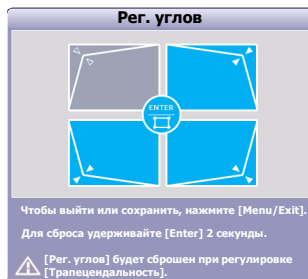 Рег. углов
ENTER
Чтобы выйти или сохранить, нажмите [Menu/Exit].
Для сброса удерживайте [Enter] 2 секунды.
[Рег. углов] будет сброшен при регулировке
[Трапецеидальность].